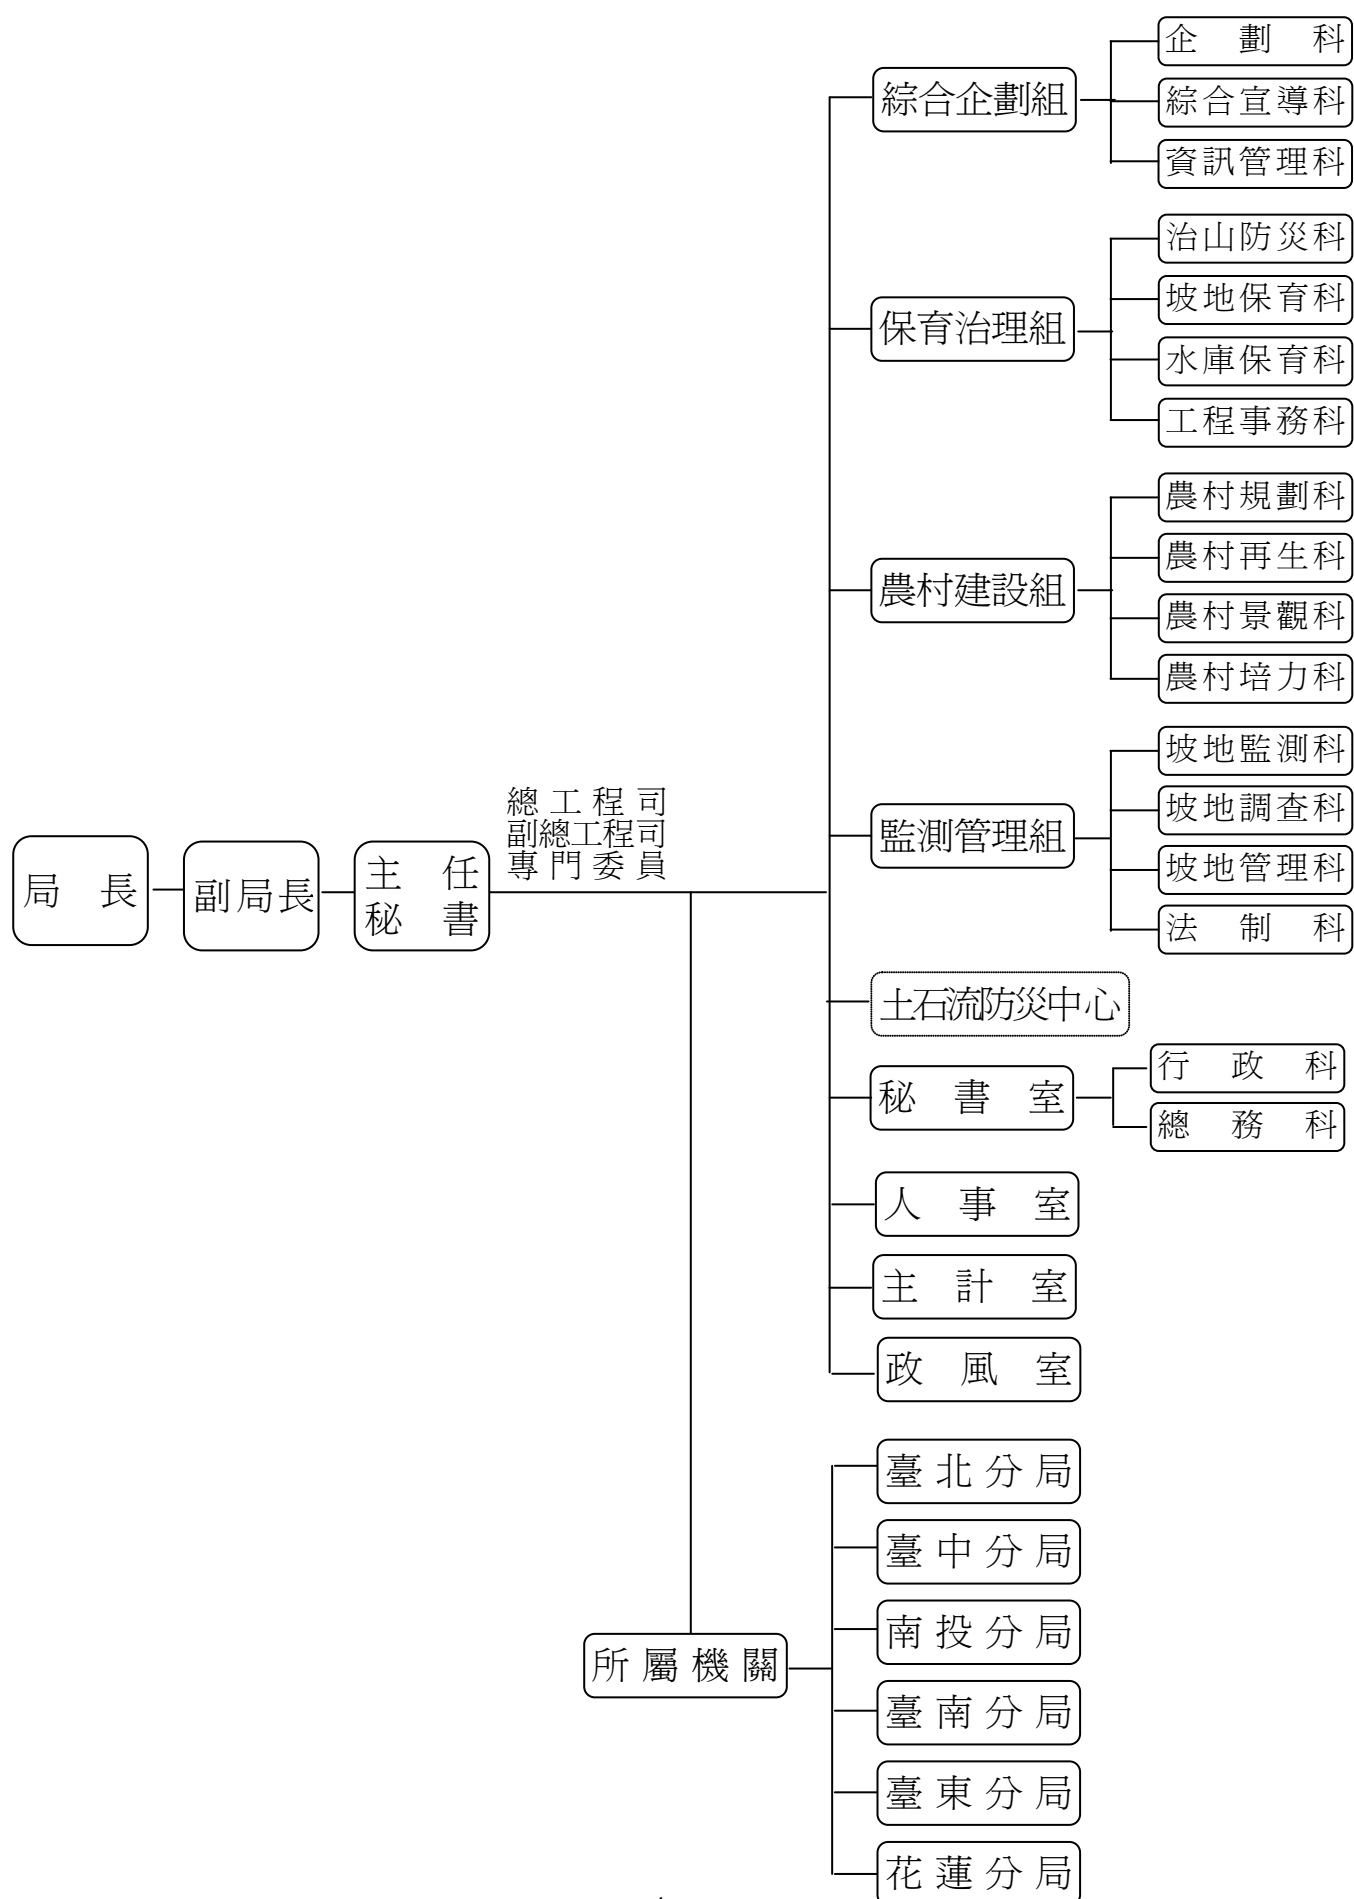 企劃科
綜合企劃組
綜合宣導科
資訊管理科
治山防災科
坡地保育科
保育治理組
水庫保育科
工程事務科
農村規劃科
農村再生科
農村建設組
農村景觀科
農村培力科
坡地監測科
坡地調查科
監測管理組
坡地管理科
法制科
總工程司
副總工程司
專門委員
局長
副局長
主任
秘書
土石流防災中心
秘書室
行政科
總務科
人事室
主計室
政風室
所屬機關
臺北分局
臺中分局
南投分局
臺南分局
臺東分局
花蓮分局